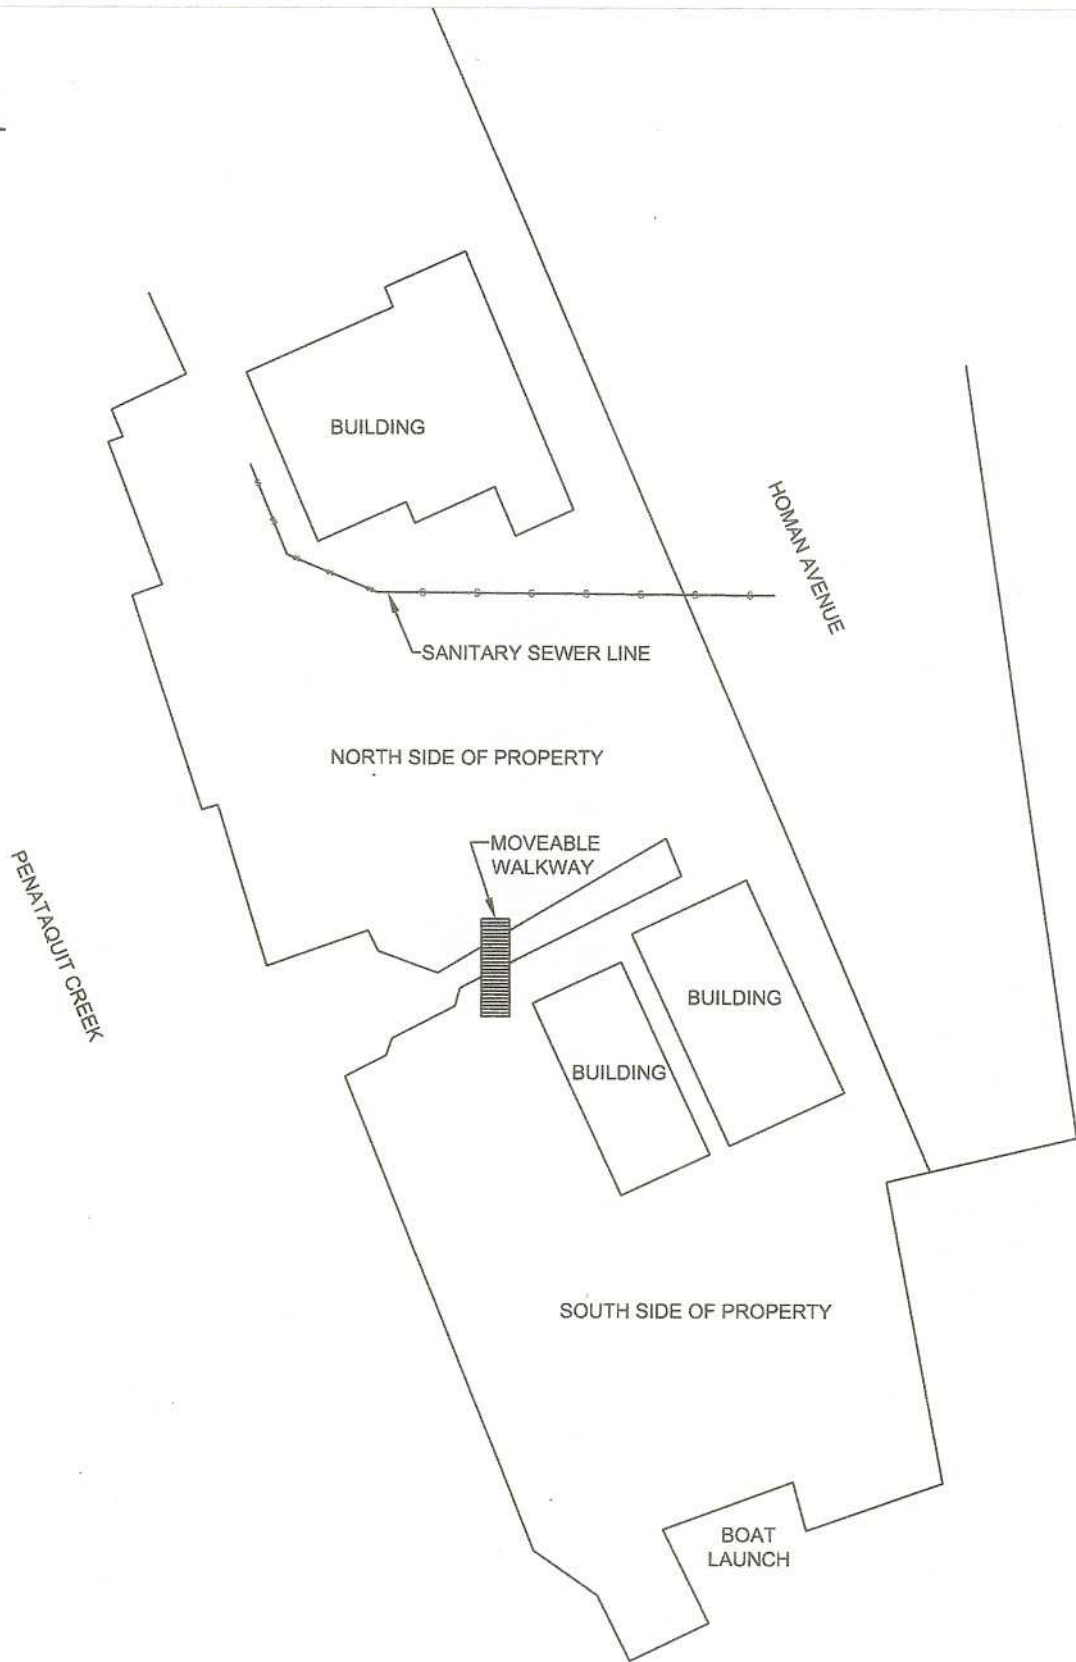 BUILDING
HOMAN AVENUE
S S S S S S S
SANITARY SEWER LINE
NORTH SIDE OF PROPERTY
MOVEABLE
WALKWAY
PENATAQUIT CREEK
BUILDING
BUILDING
SOUTH SIDE OF PROPERTY
BOAT
LAUNCH